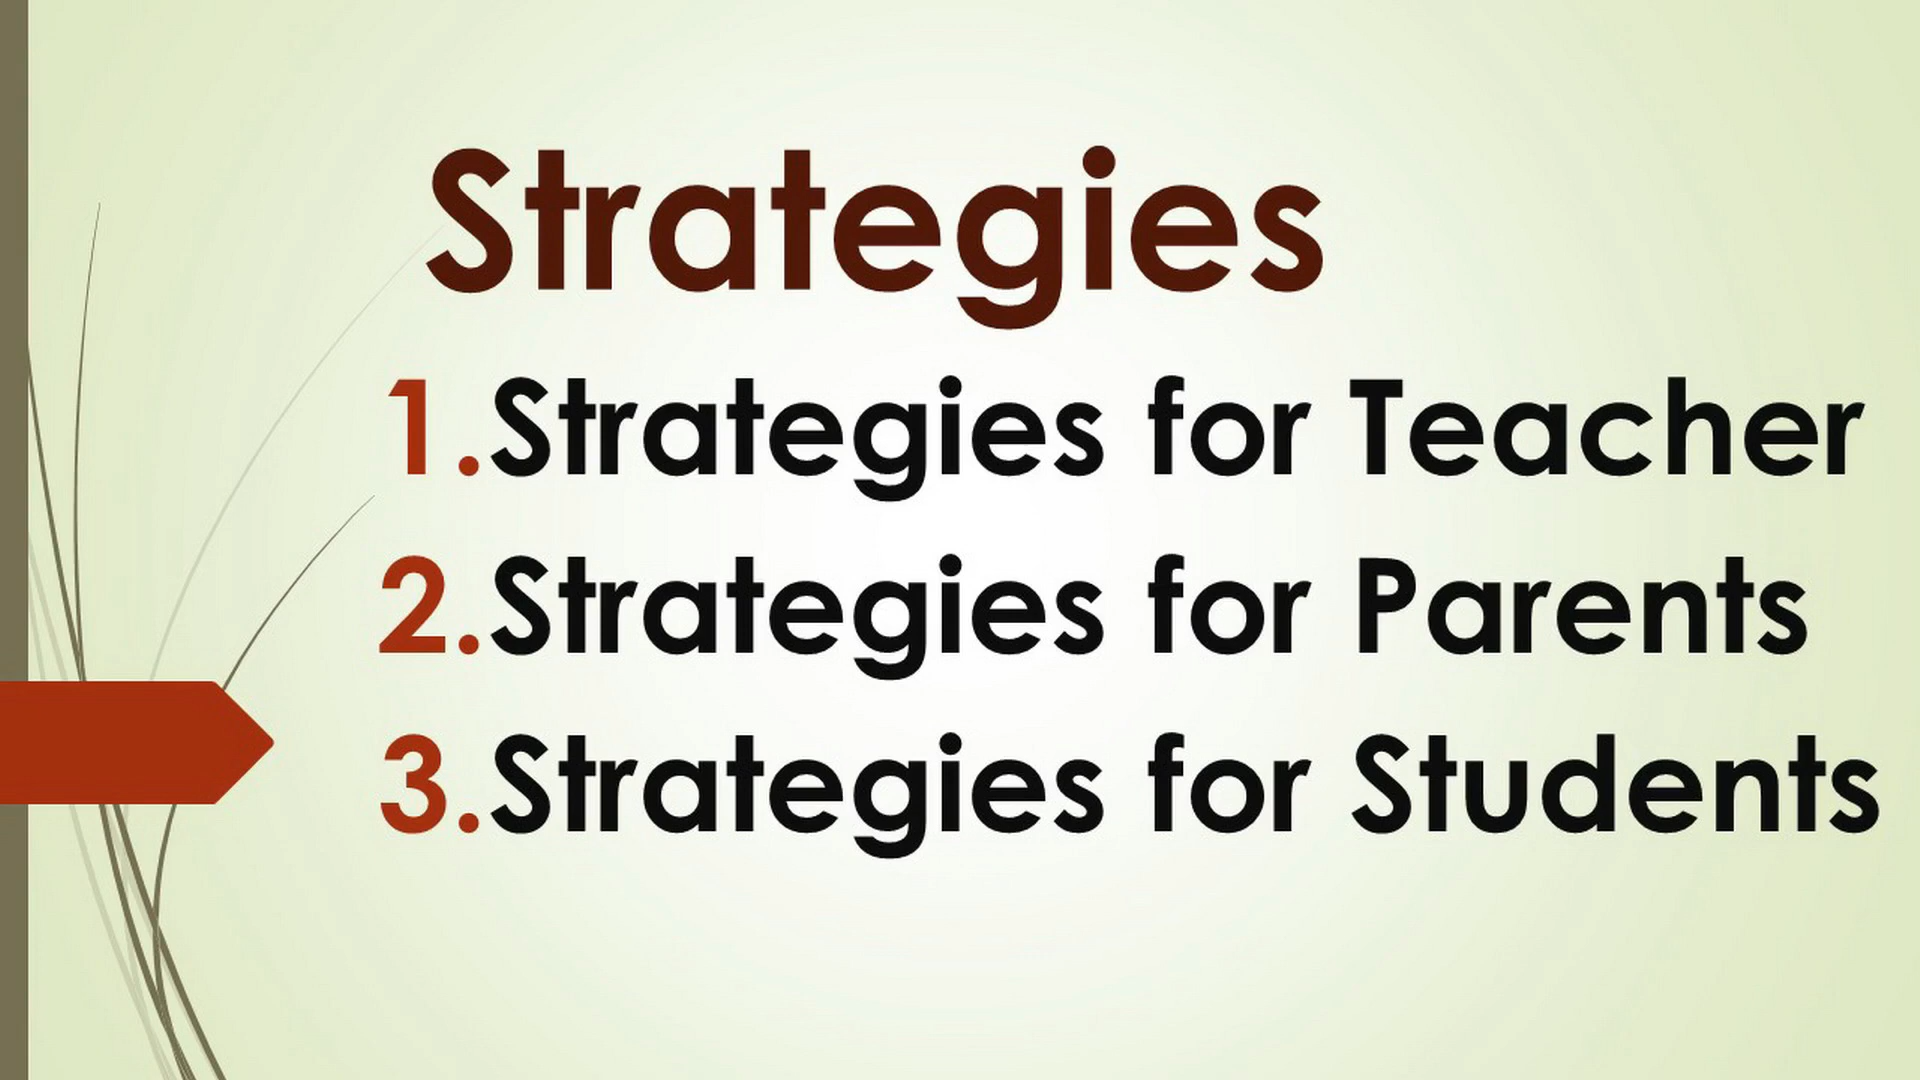 Strategies
1.Strategies for Teacher
2.Strategies for Parents
3.Strategies for Students